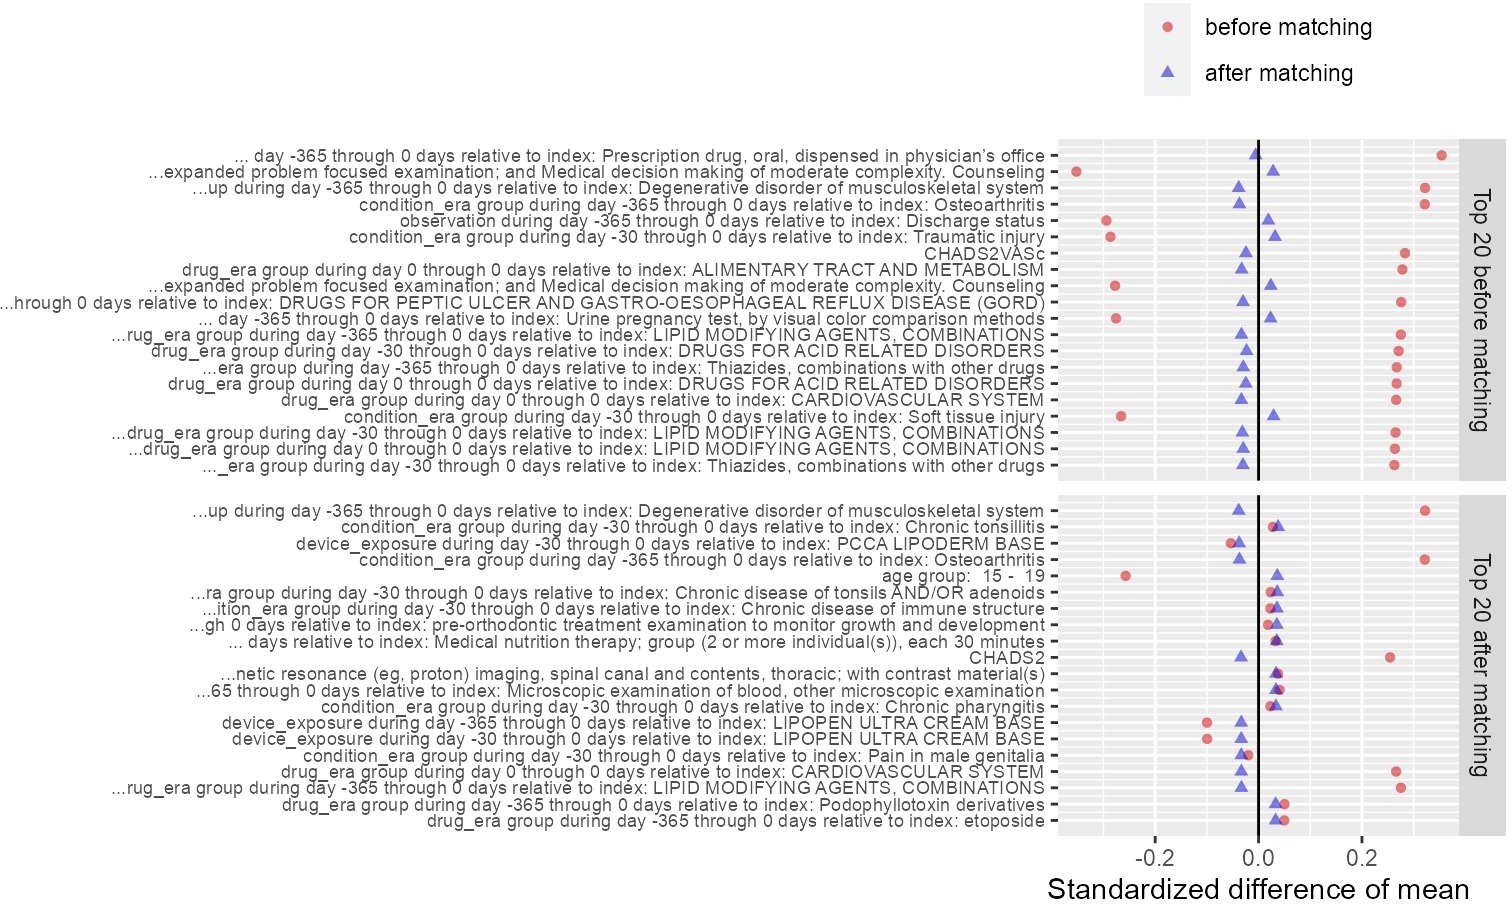 before matching
after matching
... day -365 through 0 days relative to index: Prescription drug, oral, dispensed in physician's office
...expanded problem focused examination; and Medical decision making of moderate complexity. Counseling
...up during day -365 through 0 days relative to index: Degenerative disorder of musculoskeletal system
condition_era group during day -365 through 0 days relative to index: Osteoarthritis
observation during day -365 through 0 days relative to index: Discharge status
condition_era group during day -30 through 0 days relative to index: Traumatic injury
CHADS2VASc
drug_era group during day 0 through 0 days relative to index: ALIMENTARY TRACT AND METABOLISM
...expanded problem focused examination; and Medical decision making of moderate complexity. Counseling
...hrough 0 days relative to index: DRUGS FOR PEPTIC ULCER AND GASTRO-OESOPHAGEAL REFLUX DISEASE (GORD)
... day -365 through 0 days relative to index: Urine pregnancy test, by visual color comparison methods
...rug_era group during day -365 through 0 days relative to index: LIPID MODIFYING AGENTS, COMBINATIONS
drug_era group during day -30 through 0 days relative to index: DRUGS FOR ACID RELATED DISORDERS
...era group during day -365 through 0 days relative to index: Thiazides, combinations with other drugs
drug_era group during day 0 through 0 days relative to index: DRUGS FOR ACID RELATED DISORDERS
drug_era group during day 0 through 0 days relative to index: CARDIOVASCULAR SYSTEM
condition_era group during day -30 through 0 days relative to index: Soft tissue injury
...drug_era group during day -30 through 0 days relative to index: LIPID MODIFYING AGENTS, COMBINATIONS
...drug_era group during day 0 through 0 days relative to index: LIPID MODIFYING AGENTS, COMBINATIONS
..._era group during day -30 through 0 days relative to index: Thiazides, combinations with other drugs
Top 20 before matching
...up during day -365 through 0 days relative to index: Degenerative disorder of musculoskeletal system
condition_era group during day -30 through 0 days relative to index: Chronic tonsillitis
device_exposure during day -30 through 0 days relative to index: PCCA LIPODERM BASE
condition_era group during day -365 through 0 days relative to index: Osteoarthritis
age group: 15 - 19
...ra group during day -30 through 0 days relative to index: Chronic disease of tonsils AND/OR adenoids
...ition_era group during day -30 through 0 days relative to index: Chronic disease of immune structure
...gh 0 days relative to index: pre-orthodontic treatment examination to monitor growth and development
... days relative to index: Medical nutrition therapy; group (2 or more individual(s)), each 30 minutes
CHADS2
...netic resonance (eg, proton) imaging, spinal canal and contents, thoracic; with contrast material(s)
...65 through 0 days relative to index: Microscopic examination of blood, other microscopic examination
condition_era group during day -30 through 0 days relative to index: Chronic pharyngitis
device_exposure during day -365 through 0 days relative to index: LIPOPEN ULTRA CREAM BASE
device_exposure during day -30 through 0 days relative to index: LIPOPEN ULTRA CREAM BASE
condition_era group during day -30 through 0 days relative to index: Pain in male genitalia
drug_era group during day 0 through 0 days relative to index: CARDIOVASCULAR SYSTEM
...rug_era group during day -365 through 0 days relative to index: LIPID MODIFYING AGENTS, COMBINATIONS
drug_era group during day -365 through 0 days relative to index: Podophyllotoxin derivatives
drug_era group during day -365 through 0 days relative to index: etoposide
Top 20 after matching
-0.2 0.0 0.2
Standardized difference of mean